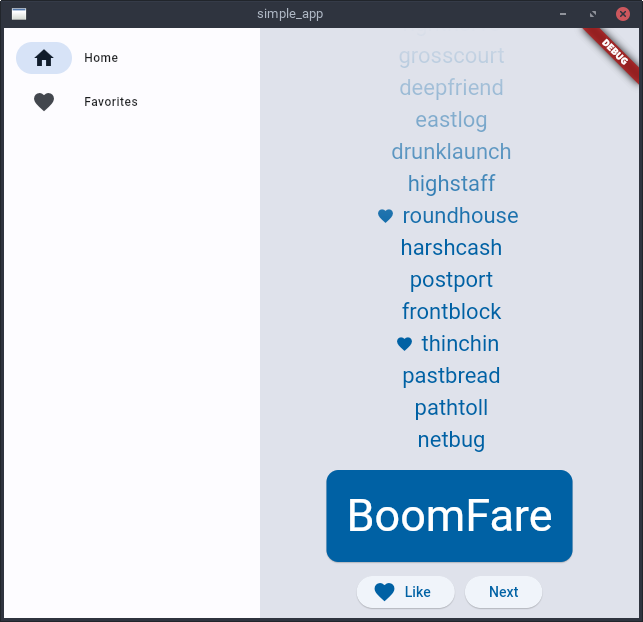 simple_app
DEBUG
Home
Favorites
grosscourt
deepfriend
eastlog
drunklaunch
highstaff
roundhouse
harshcash
postport
frontblock
thinchin
pastbread
pathtoll
netbug
BoomFare
Like
Next